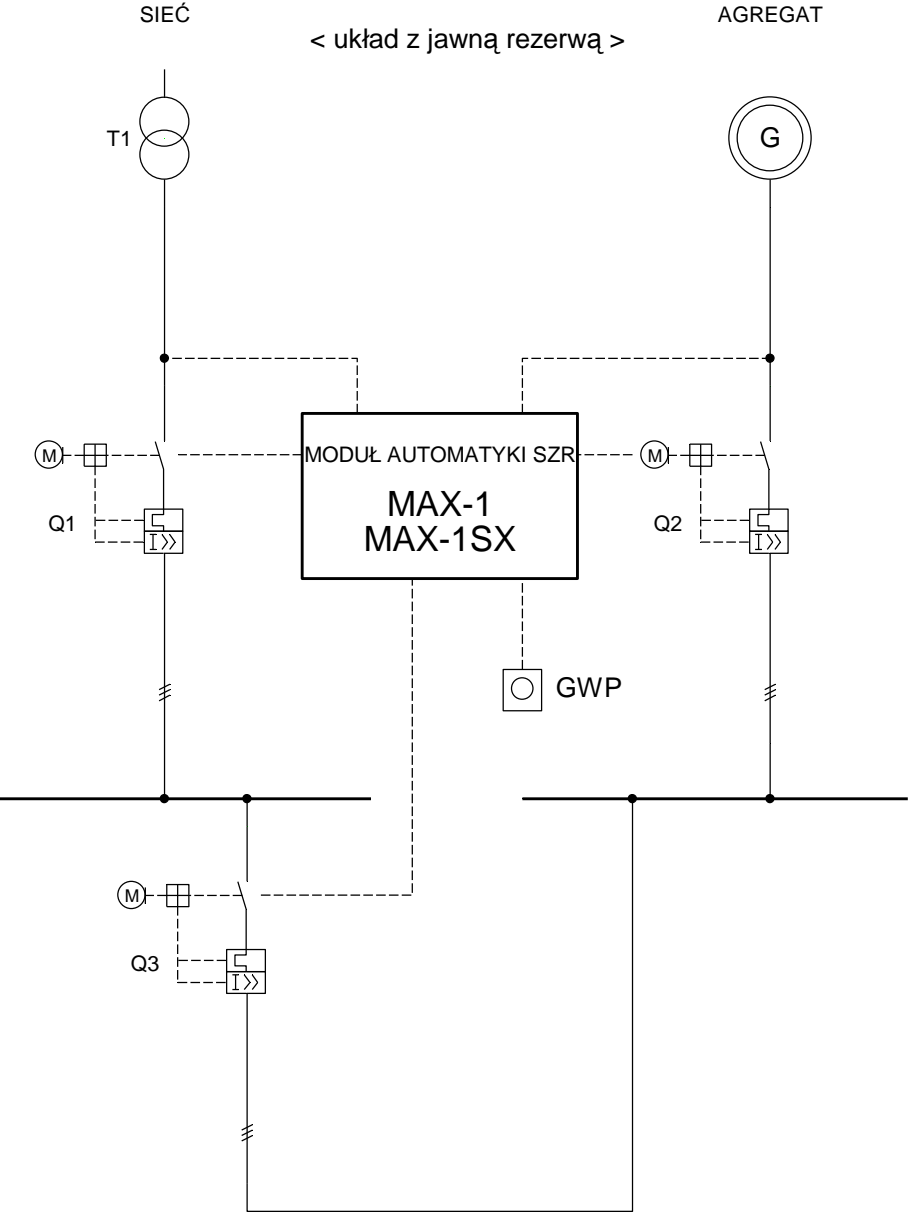 SIEĆ
AGREGAT
< układ z jawną rezerwą >
T1
G
M
MODUŁ AUTOMATYKI SZR
M
MAX-1
MAX-1SX
Q1
I >>
Q2
I >>
GWP
M
Q3
I >>